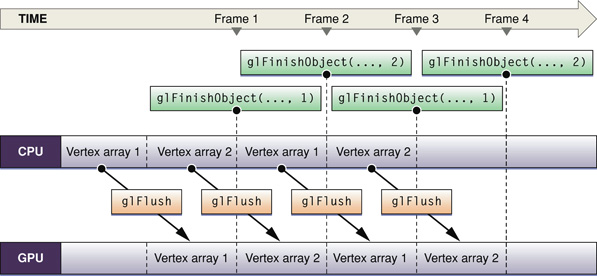 TIME Frame 1 Frame 2 Frame 3 Frame 4
glFinishObject(..., 2) glFinishObject(..., 2)
glFinishObject(..., 1) glFinishObject(..., 1)
CPU Vertex array 1 Vertex array 2 Vertex array 1 Vertex array 2
glFlush glFlush glFlush glFlush
GPU Vertex array 1 Vertex array 2 Vertex array 1 Vertex array 2